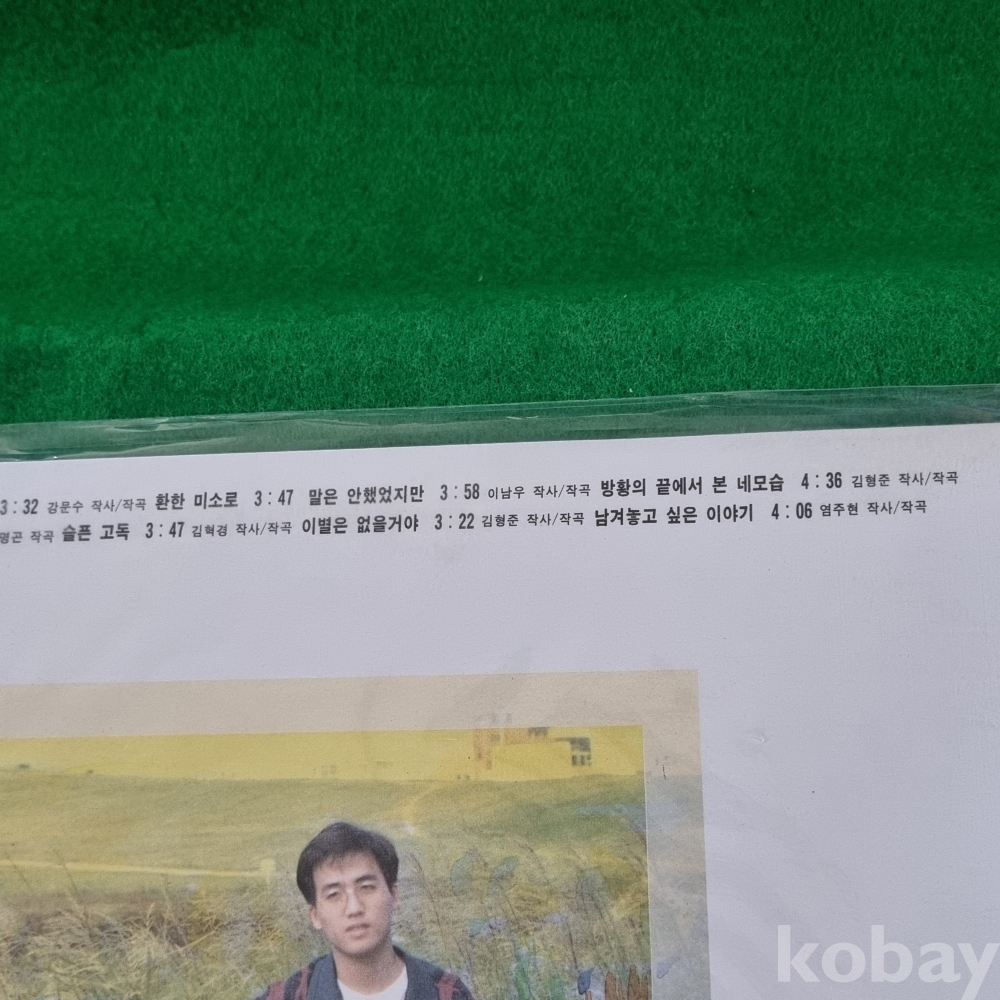 3:32 강문수 작사/작곡 환한 미소로 3:47 말은 안했었지만 3:58 이남우 작사/작곡 방황의 끝에서 본 네모습 4:36 김형준 작사/작곡
명곤 작곡 슬픈 고독 3:47 김혁경 작사/작곡 이별은 없을거야 3:22 김형준 작사/작곡 남겨놓고 싶은 이야기 4:06 염주현 작사/작곡
kobay